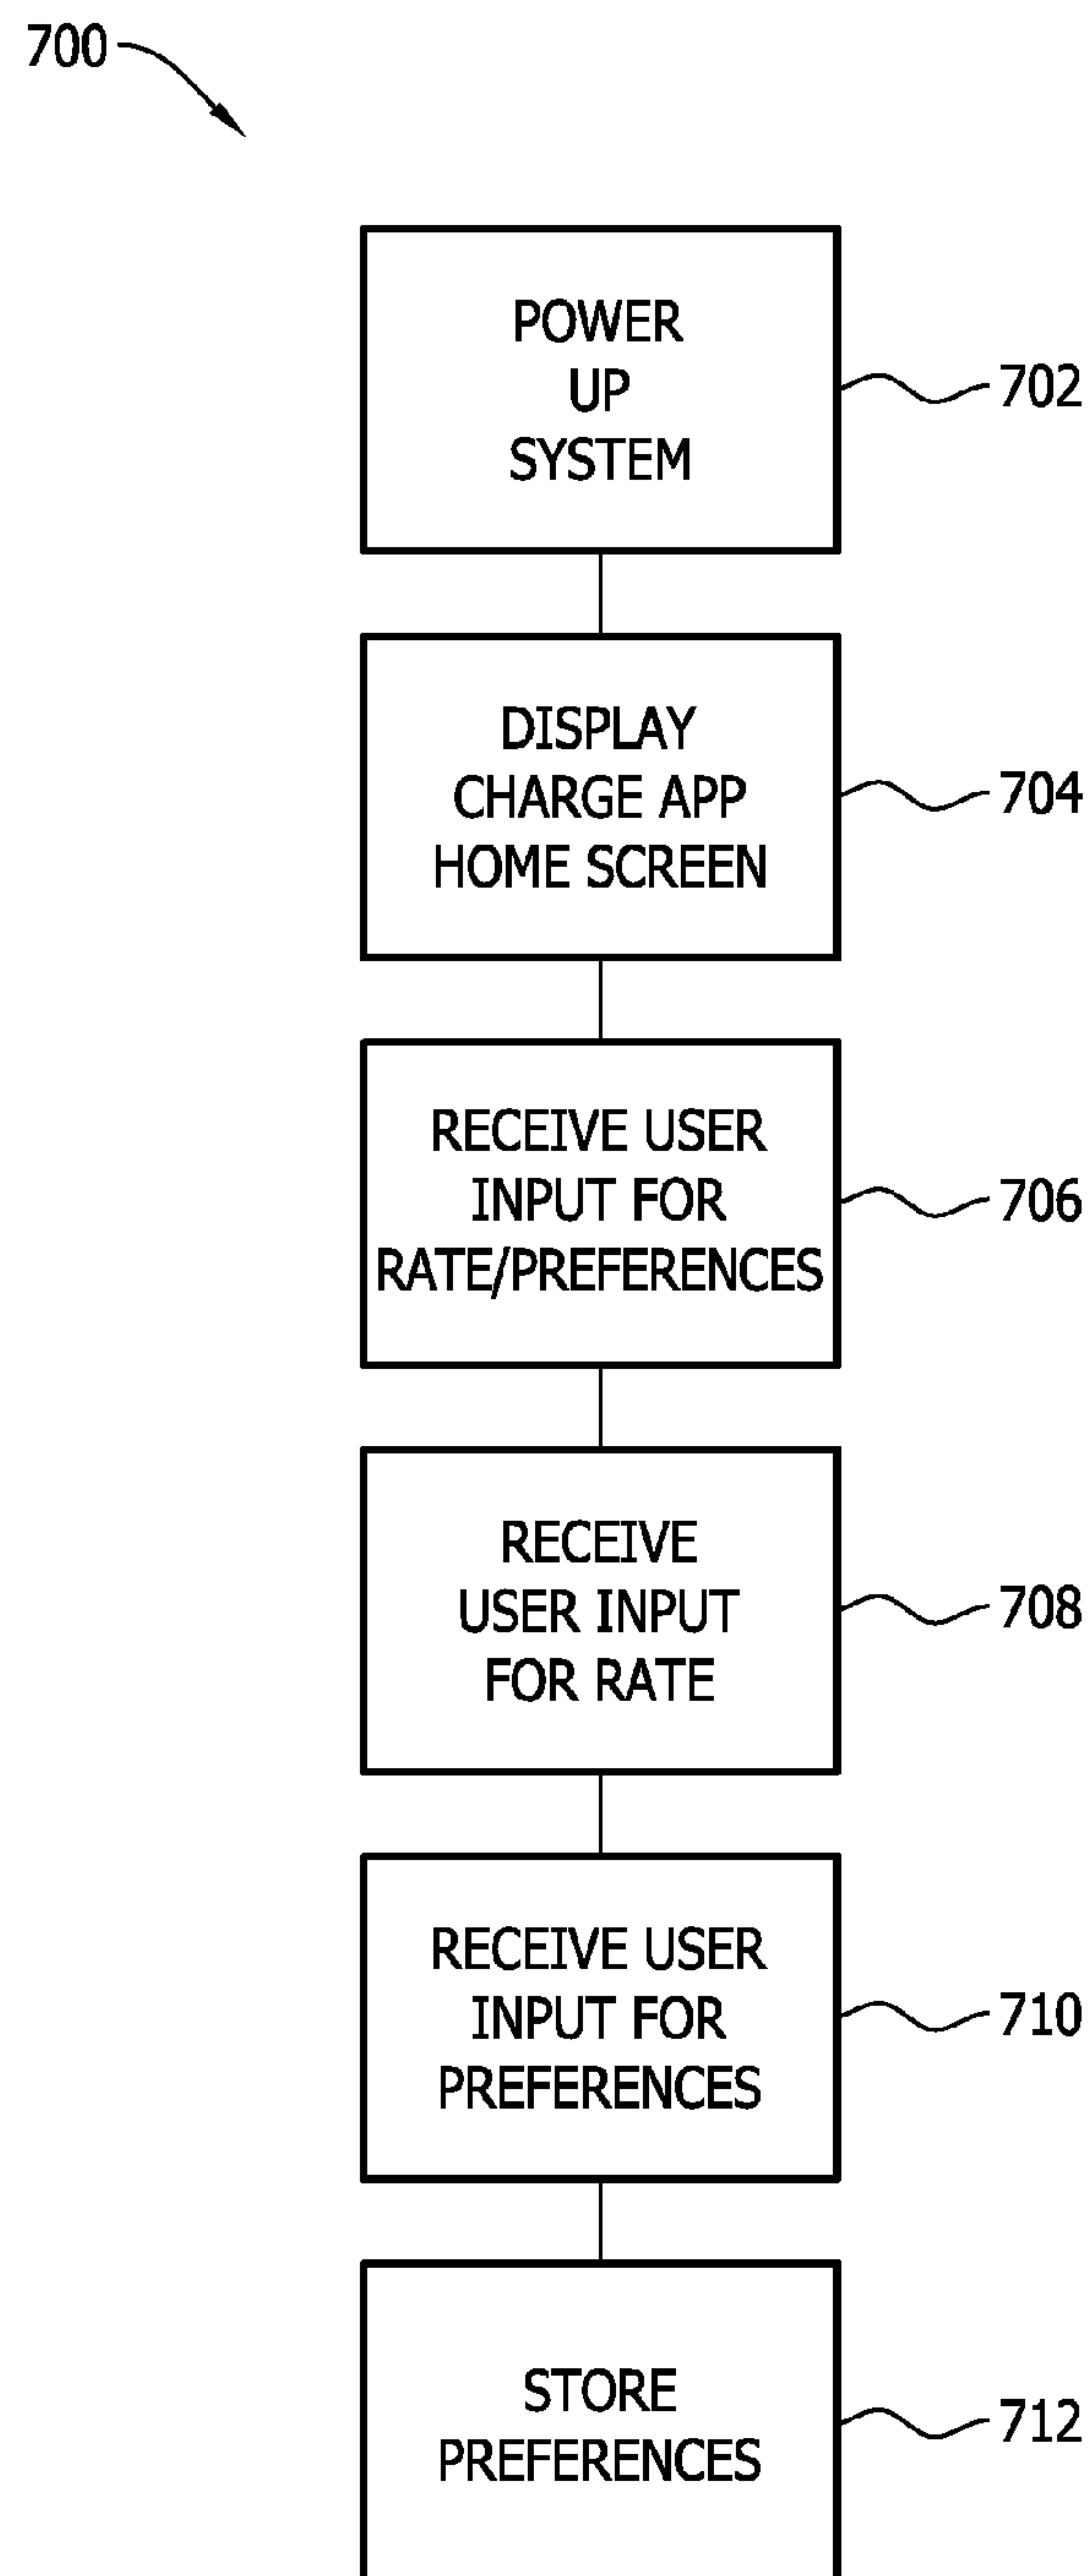 700
POWER
UP
SYSTEM
702
DISPLAY
CHARGE APP
HOME SCREEN
704
RECEIVE USER
INPUT FOR
RATE/PREFERENCES
706
RECEIVE
USER INPUT
FOR RATE
708
RECEIVE USER
INPUT FOR
PREFERENCES
710
STORE
PREFERENCES
712